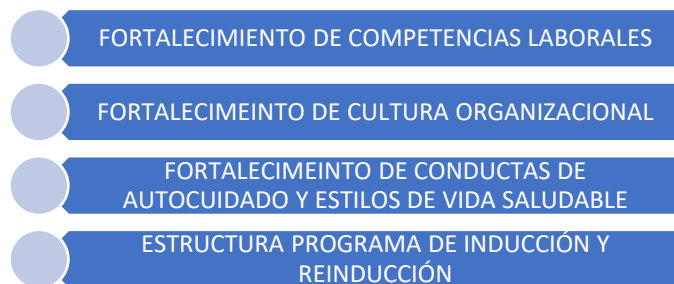 FORTALECIMIENTO DE COMPETENCIAS LABORALES
FORTALECIMEINTO DE CULTURA ORGANIZACIONAL
FORTALECIMEINTO DE CONDUCTAS DE
AUTOCUIDADO Y ESTILOS DE VIDA SALUDABLE
ESTRUCTURA PROGRAMA DE INDUCCIÓN Y
REINDUCCIÓN